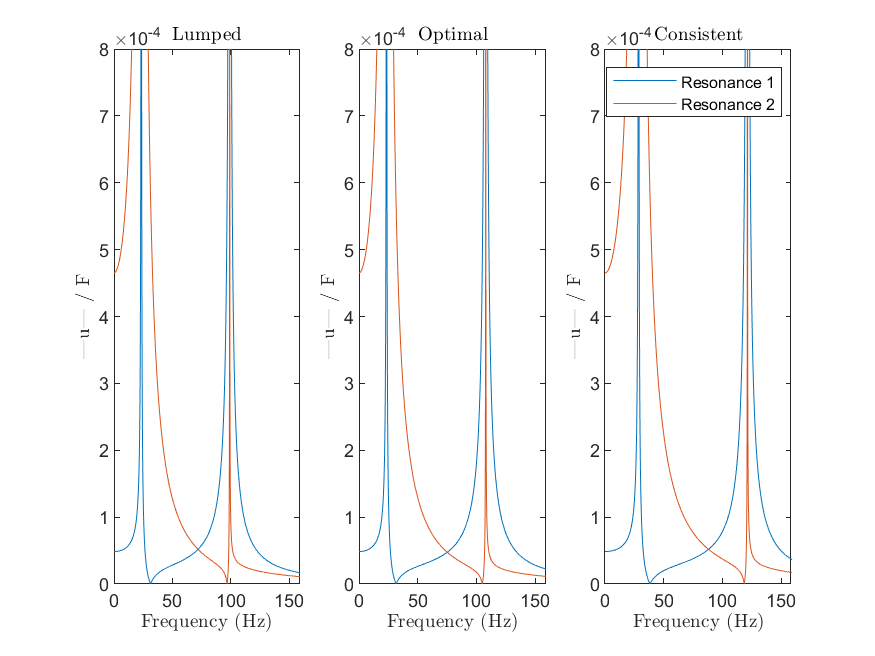 ×10-4 Lumped
8
7
6
5
4
3
2
1
0
0 50 100 150
Frequency (Hz)
—u— / F
×10-4 Optimal
8
7
6
5
4
3
2
1
0
0 50 100 150
Frequency (Hz)
—u— / F
×10-4 Consistent
8
7
6
5
4
3
2
1
0
0 50 100 150
Frequency (Hz)
—u— / F
Resonance 1
Resonance 2